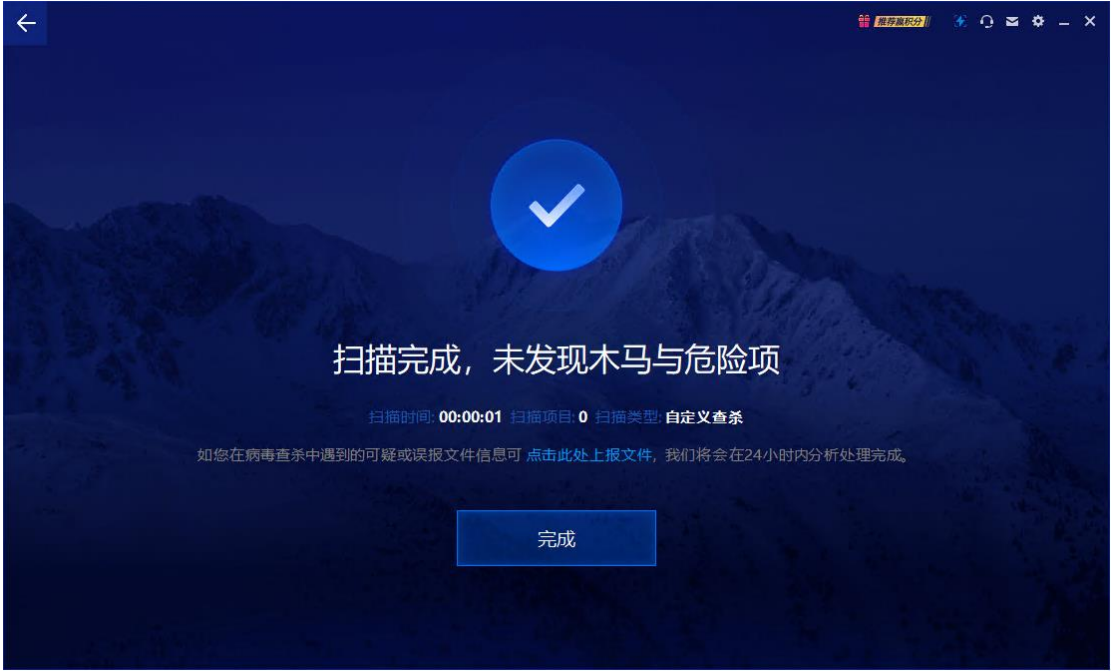 推荐赢积分
扫描完成，未发现木马与危险项
扫描时间: 00:00:01 扫描项目: 0 扫描类型: 自定义查杀
如您在病毒查杀中遇到的可疑或误报文件信息可 点击此处上报文件，我们将会在24小时内分析处理完成。
完成